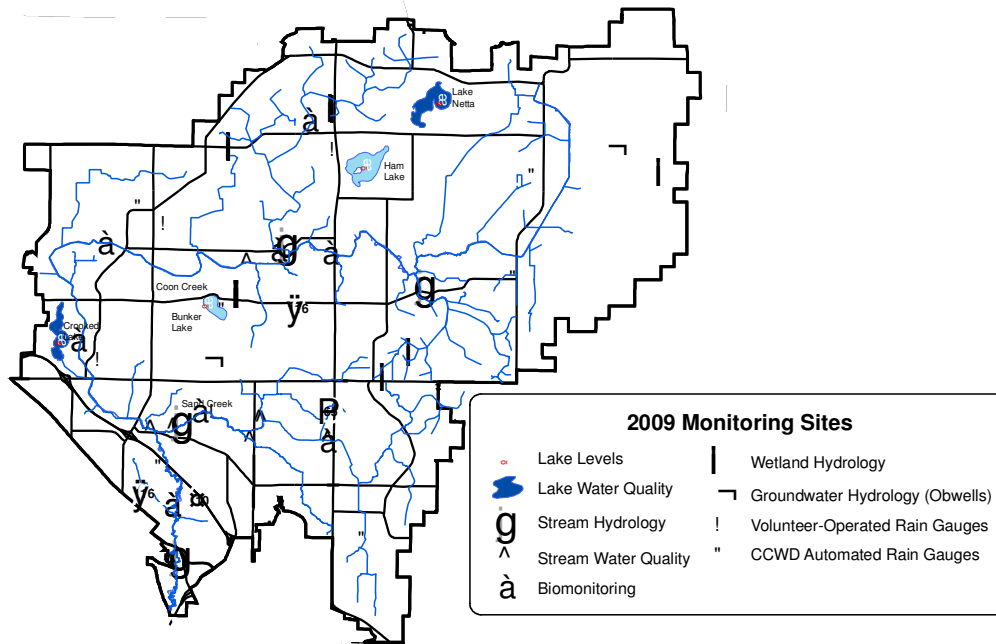 Lake
Netta
à
!
Ham
Lake
"
"
!
à
g
à
à
^
"
Coon Creek
g
Bunker
Lake
"
ÿ
Crooked
Lake
à
!
Sand Creek
à
^
g
^
^
à
"
ÿ
à
g
"
2009 Monitoring Sites
Lake Levels
Lake Water Quality
g Stream Hydrology
^ Stream Water Quality
à Biomonitoring
Wetland Hydrology
Groundwater Hydrology (Obwells)
! Volunteer-Operated Rain Gauges
" CCWD Automated Rain Gauges